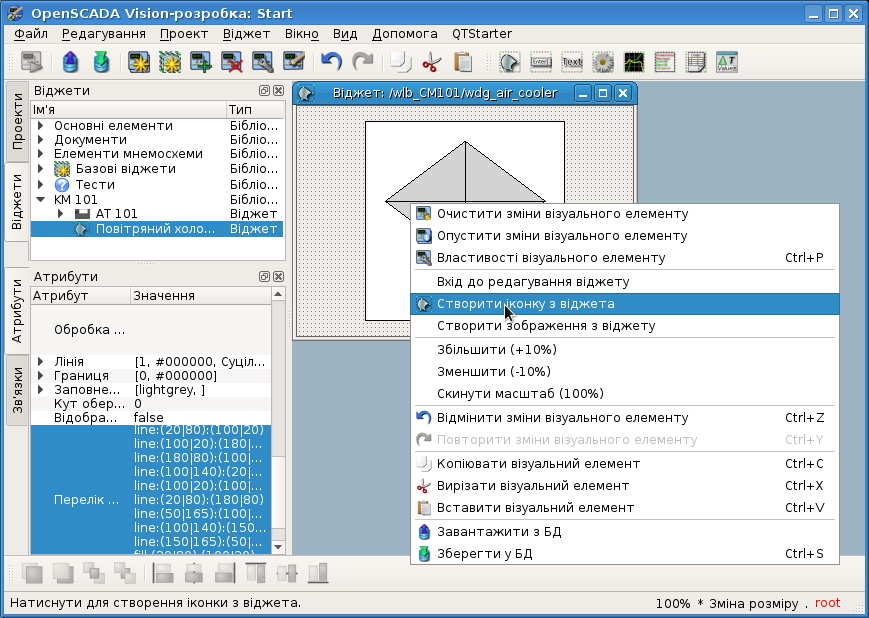 OpenSCADA Vision-розробка: Start
Файл Редагування Проект Віджет Вікно Вид Допомога QTStarter
Проекти
Віджети
Атрибути
Зв'язки
Віджети
Ім'я Тип
Основні елементи Бібліо...
Документи Бібліо...
Елементи мнемосхеми Бібліо...
Базові віджети Бібліо...
Тести Бібліо...
КМ 101 Бібліо...
АТ 101 Віджет
Повітряний холо... Віджет
Атрибути
Атрибут Значення
Обробка ...
Лінія [1, #000000, Суціл...
Границя [0, #000000]
Заповне... [lightgrey, ]
Кут обер... 0
Відобра... false
Перелік ...
line:(20|80):(100|20)
line:(100|20):(180|...
line:(180|80):(100|...
line:(100|140):(20|...
line:(100|20):(100|...
line:(20|80):(180|80)
line:(50|165):(100|...
line:(100|140):(150...
line:(150|165):(50|...
Віджет: /wlb_CM101/wdg_air_cooler
Очистити зміни візуального елементу
Опустити зміни візуального елементу
Властивості візуального елементу Ctrl+P
Вхід до редагування віджету
Створити іконку з віджета
Створити зображення з віджету
Збільшити (+10%)
Зменшити (-10%)
Скинути масштаб (100%)
Відмінити зміни візуального елементу Ctrl+Z
Повторити зміни візуального елементу Ctrl+Y
Копіювати візуальний елемент Ctrl+C
Вирізати візуальний елемент Ctrl+X
Вставити візуальний елемент Ctrl+V
Завантажити з БД
Зберегти у БД Ctrl+S
Натиснути для створення іконки з віджета.
100% * Зміна розміру . root